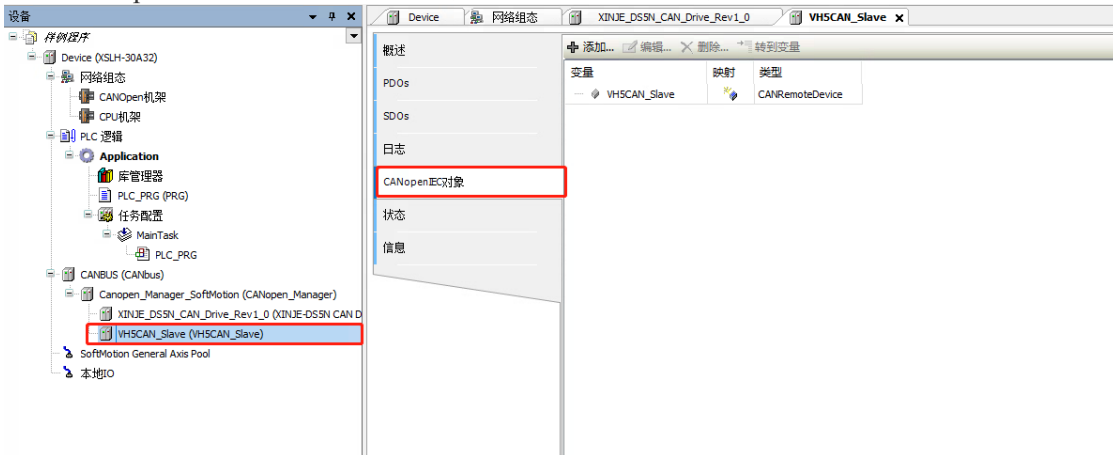 设备
样例程序
Device (XSLH-30A32)
网络组态
CANOpen机架
CPU机架
PLC 逻辑
Application
库管理器
PLC_PRG (PRG)
任务配置
MainTask
PLC_PRG
CANBUS (CANbus)
Canopen_Manager_SoftMotion (CANopen_Manager)
XINJE_DS5N_CAN_Drive_Rev1_0 (XINJE-DS5N CAN D
VH5CAN_Slave (VH5CAN_Slave)
SoftMotion General Axis Pool
本地IO
Device 网络组态 XINJE_DS5N_CAN_Drive_Rev1_0 VH5CAN_Slave
概述
PDOs
SDOs
日志
CANopenIEC对象
状态
信息
添加... 编辑... 删除... 转到变量
变量 映射 类型
VH5CAN_Slave CANRemoteDevice